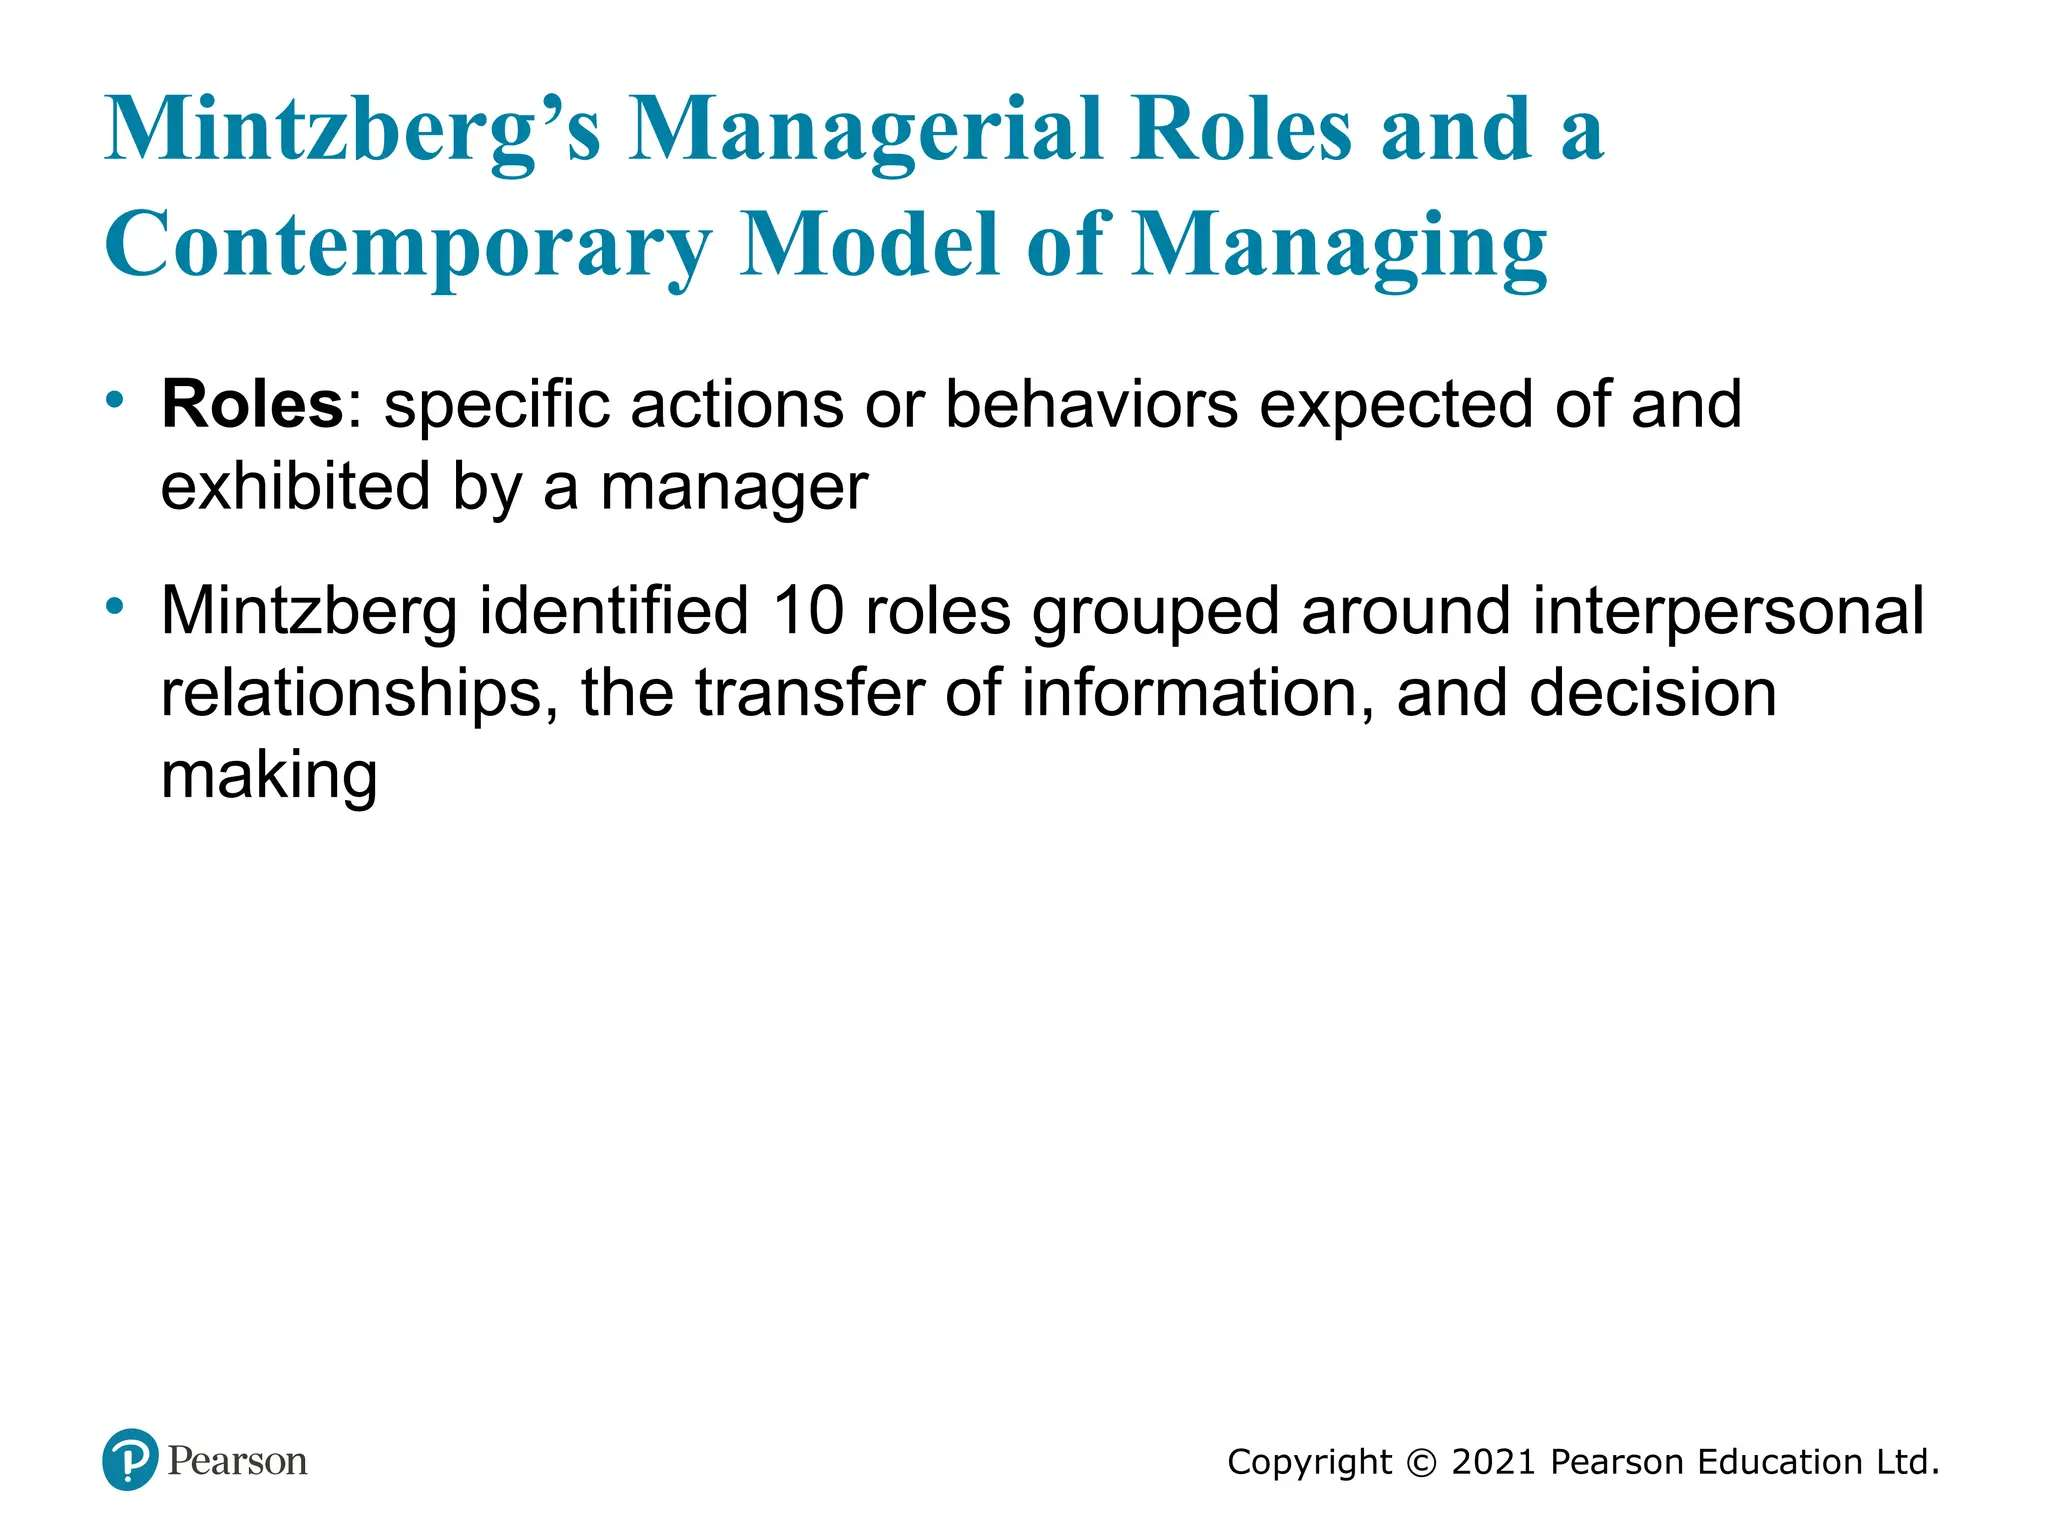 Mintzberg’s Managerial Roles and a
Contemporary Model of Managing
• Roles: specific actions or behaviors expected of and
exhibited by a manager
• Mintzberg identified 10 roles grouped around interpersonal
relationships, the transfer of information, and decision
making
Pearson
Copyright © 2021 Pearson Education Ltd.